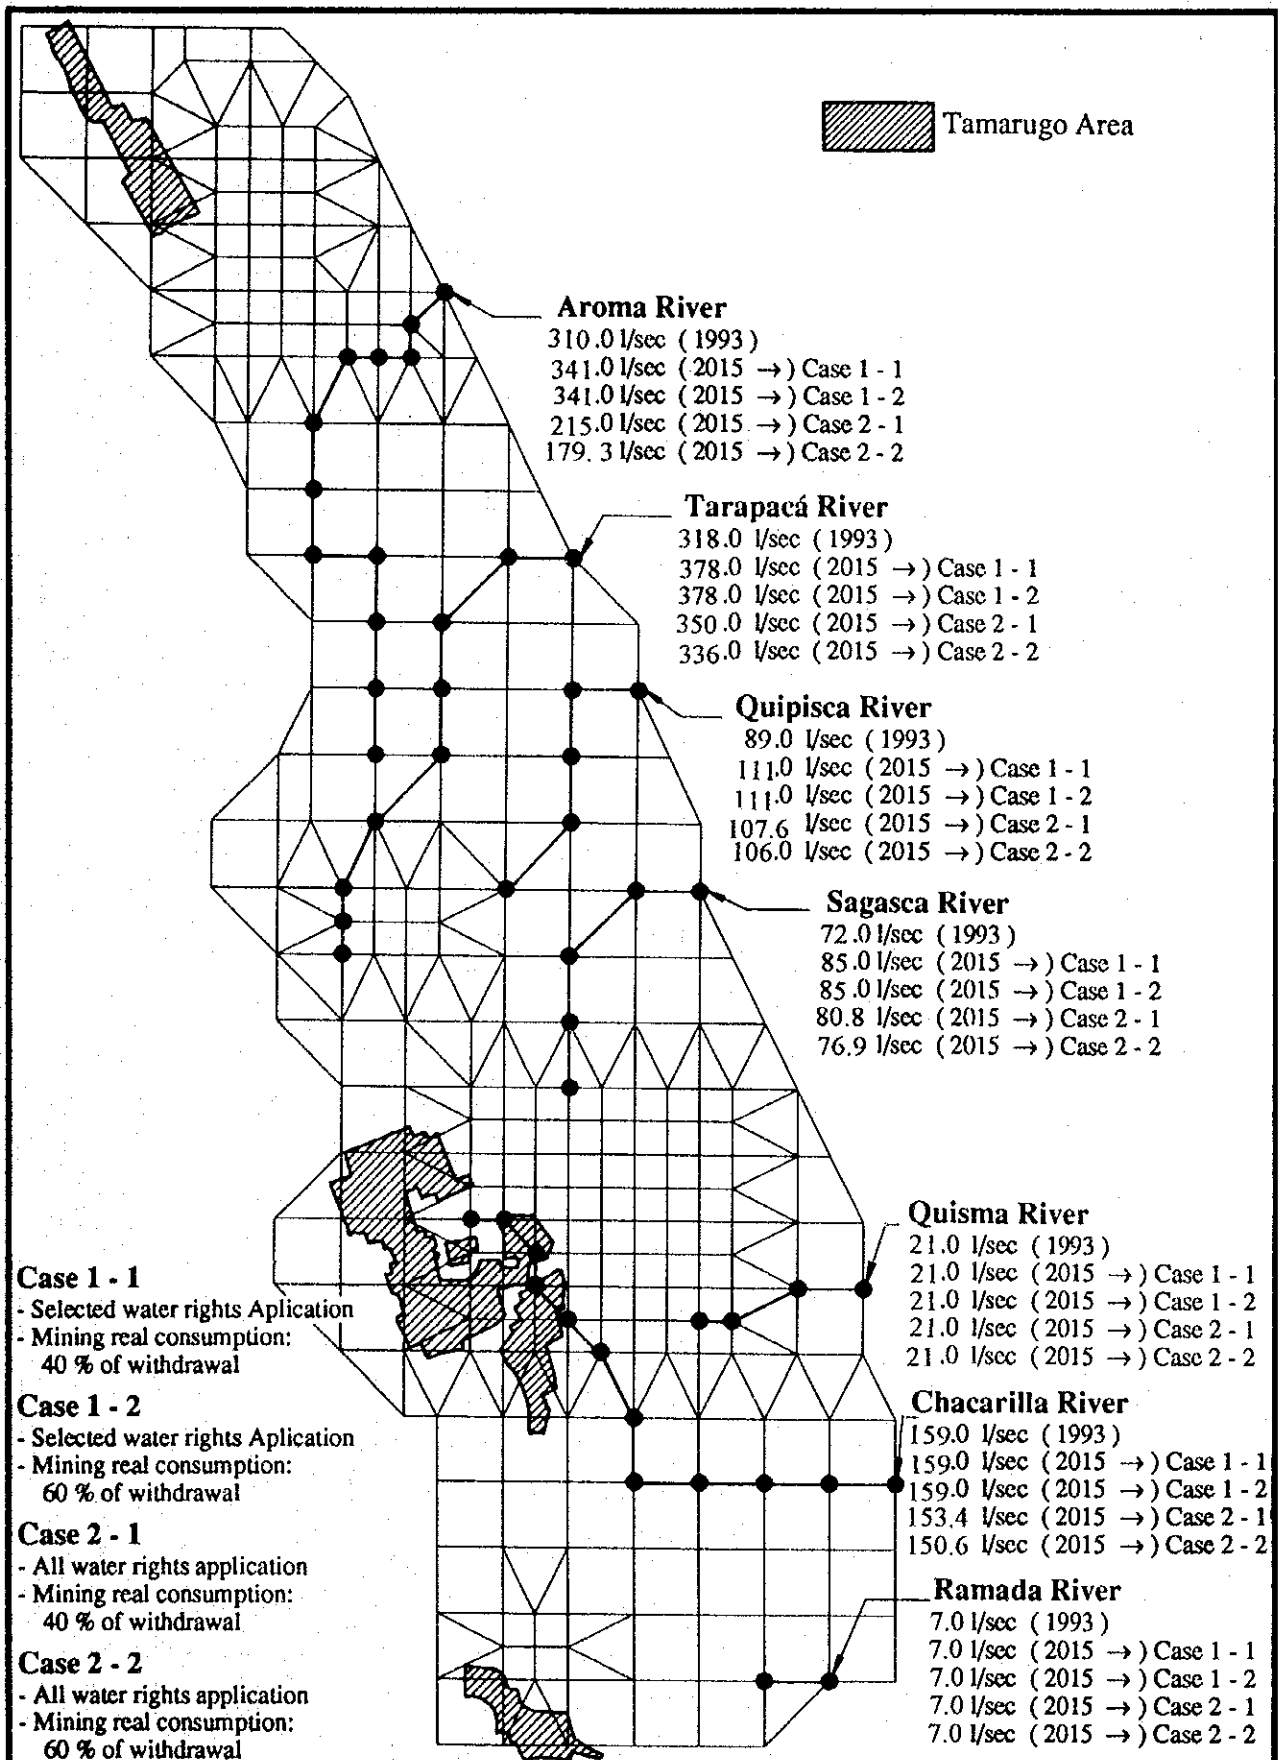 Tamarugo Area
Aroma River
310.0 l/sec ( 1993 )
341.0 l/sec ( 2015 → ) Case 1 - 1
341.0 l/sec ( 2015 → ) Case 1 - 2
215.0 l/sec ( 2015 → ) Case 2 - 1
179.3 l/sec ( 2015 → ) Case 2 - 2
Tarapacá River
318.0 l/sec ( 1993 )
378.0 l/sec ( 2015 → ) Case 1 - 1
378.0 l/sec ( 2015 → ) Case 1 - 2
350.0 l/sec ( 2015 → ) Case 2 - 1
336.0 l/sec ( 2015 → ) Case 2 - 2
Quipisca River
89.0 l/sec ( 1993 )
111.0 l/sec ( 2015 → ) Case 1 - 1
111.0 l/sec ( 2015 → ) Case 1 - 2
107.6 l/sec ( 2015 → ) Case 2 - 1
106.0 l/sec ( 2015 → ) Case 2 - 2
Sagasca River
72.0 l/sec ( 1993 )
85.0 l/sec ( 2015 → ) Case 1 - 1
85.0 l/sec ( 2015 → ) Case 1 - 2
80.8 l/sec ( 2015 → ) Case 2 - 1
76.9 l/sec ( 2015 → ) Case 2 - 2
Quisma River
21.0 l/sec ( 1993 )
21.0 l/sec ( 2015 → ) Case 1 - 1
21.0 l/sec ( 2015 → ) Case 1 - 2
21.0 l/sec ( 2015 → ) Case 2 - 1
21.0 l/sec ( 2015 → ) Case 2 - 2
Chacarilla River
159.0 l/sec ( 1993 )
159.0 l/sec ( 2015 → ) Case 1 - 1
159.0 l/sec ( 2015 → ) Case 1 - 2
153.4 l/sec ( 2015 → ) Case 2 - 1
150.6 l/sec ( 2015 → ) Case 2 - 2
Ramada River
7.0 l/sec ( 1993 )
7.0 l/sec ( 2015 → ) Case 1 - 1
7.0 l/sec ( 2015 → ) Case 1 - 2
7.0 l/sec ( 2015 → ) Case 2 - 1
7.0 l/sec ( 2015 → ) Case 2 - 2
Case 1 - 1
- Selected water rights Aplication
- Mining real consumption:
40 % of withdrawal
Case 1 - 2
- Selected water rights Aplication
- Mining real consumption:
60 % of withdrawal
Case 2 - 1
- All water rights application
- Mining real consumption:
40 % of withdrawal
Case 2 - 2
- All water rights application
- Mining real consumption:
60 % of withdrawal